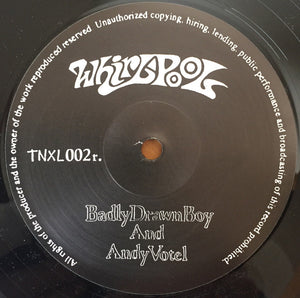 All rights of the producer and the owner of the work reproduced reserved. Unauthorized copying, hiring, lending, public performance and broadcasting of this record prohibited.
WhirlPool
TNXL002r.
BadlyDrawnBoy
And
AndyVotel